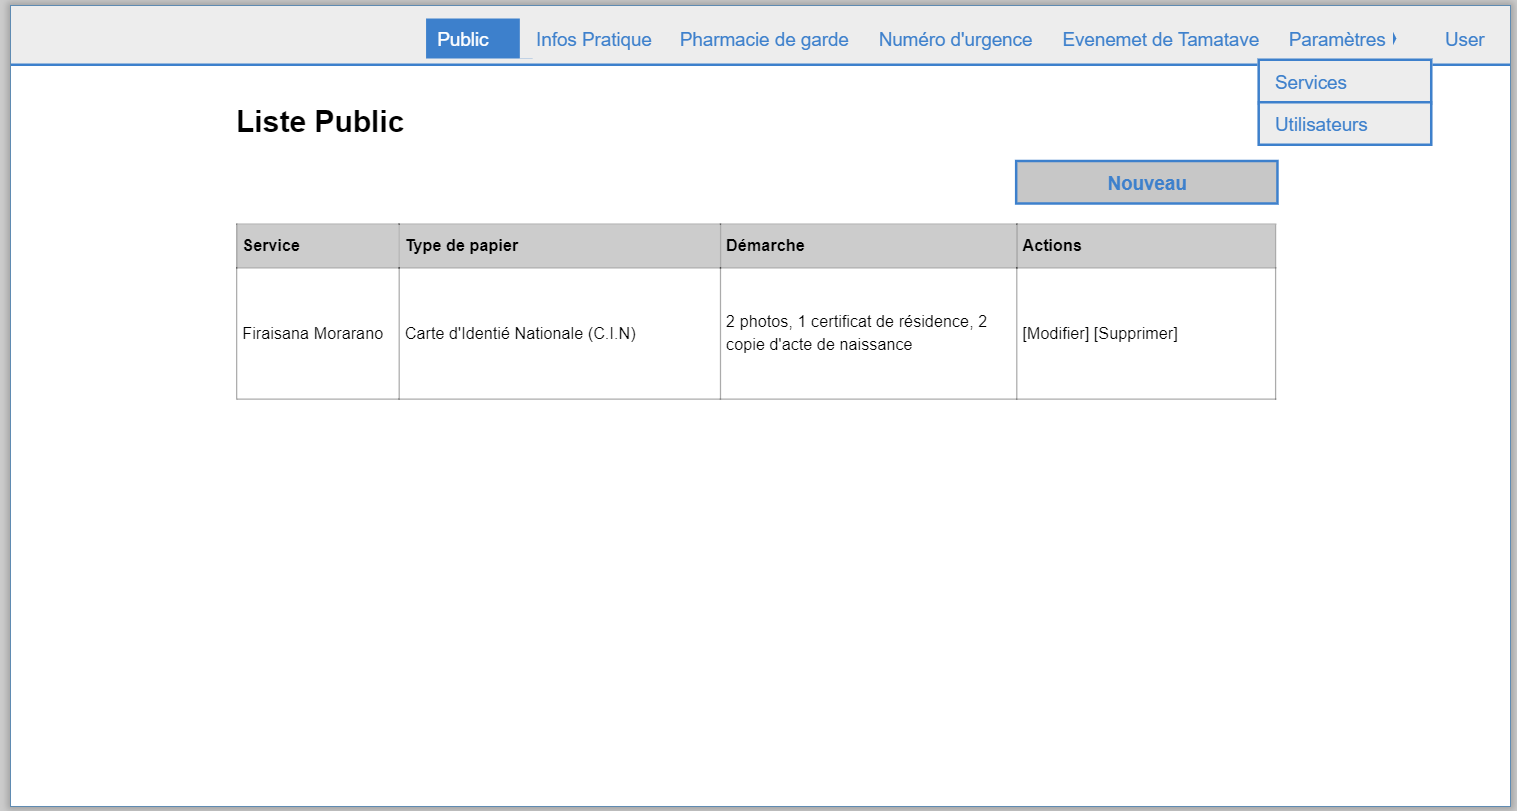 Public Infos Pratique Pharmacie de garde Numéro d'urgence Evenemet de Tamatave Paramètres User
Services
Utilisateurs
Liste Public
Nouveau
Service Type de papier Démarche Actions
Firaisana Morarano Carte d'Identié Nationale (C.I.N) 2 photos, 1 certificat de résidence, 2 [Modifier] [Supprimer]
copie d'acte de naissance